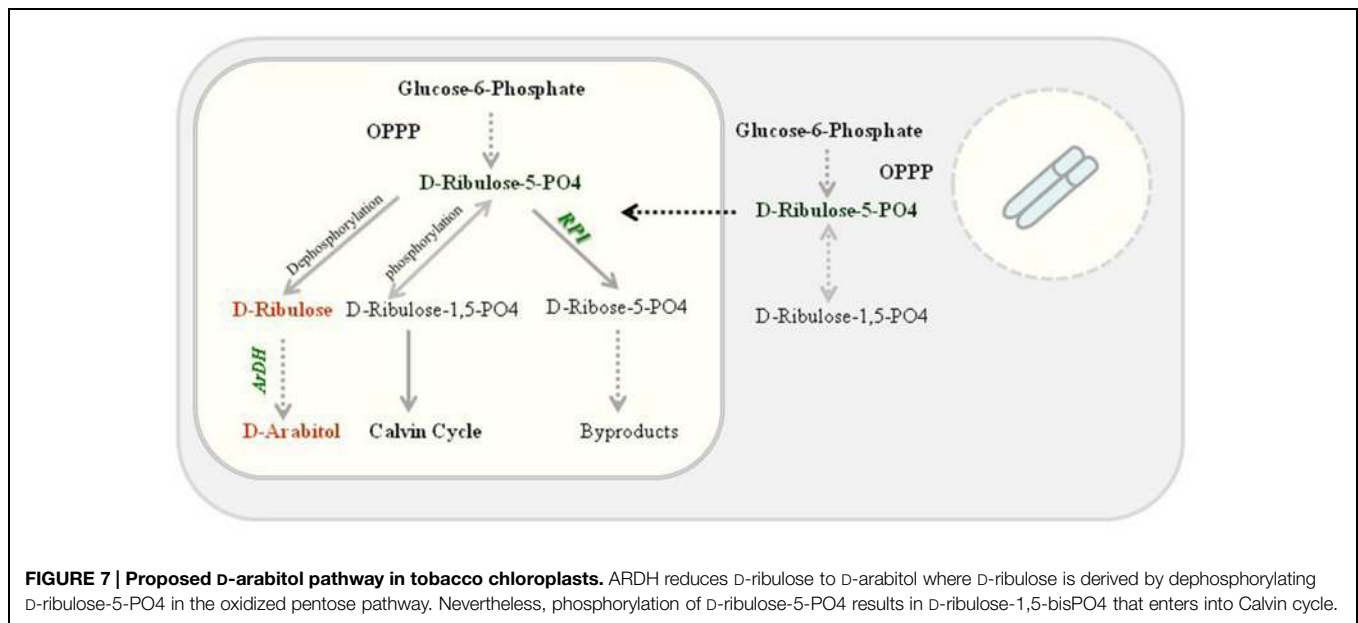 Glucose-6-Phosphate
OPPP
D-Ribulose-5-PO4
Dephosphorylation
phosphorylation
RPI
D-Ribulose
D-Ribulose-1,5-PO4
D-Ribose-5-PO4
ArDH
D-Arabitol
Calvin Cycle
Byproducts
Glucose-6-Phosphate
OPPP
D-Ribulose-5-PO4
D-Ribulose-1,5-PO4
FIGURE 7 | Proposed D-arabitol pathway in tobacco chloroplasts. ARDH reduces D-ribulose to D-arabitol where D-ribulose is derived by dephosphorylating
D-ribulose-5-PO4 in the oxidized pentose pathway. Nevertheless, phosphorylation of D-ribulose-5-PO4 results in D-ribulose-1,5-bisPO4 that enters into Calvin cycle.